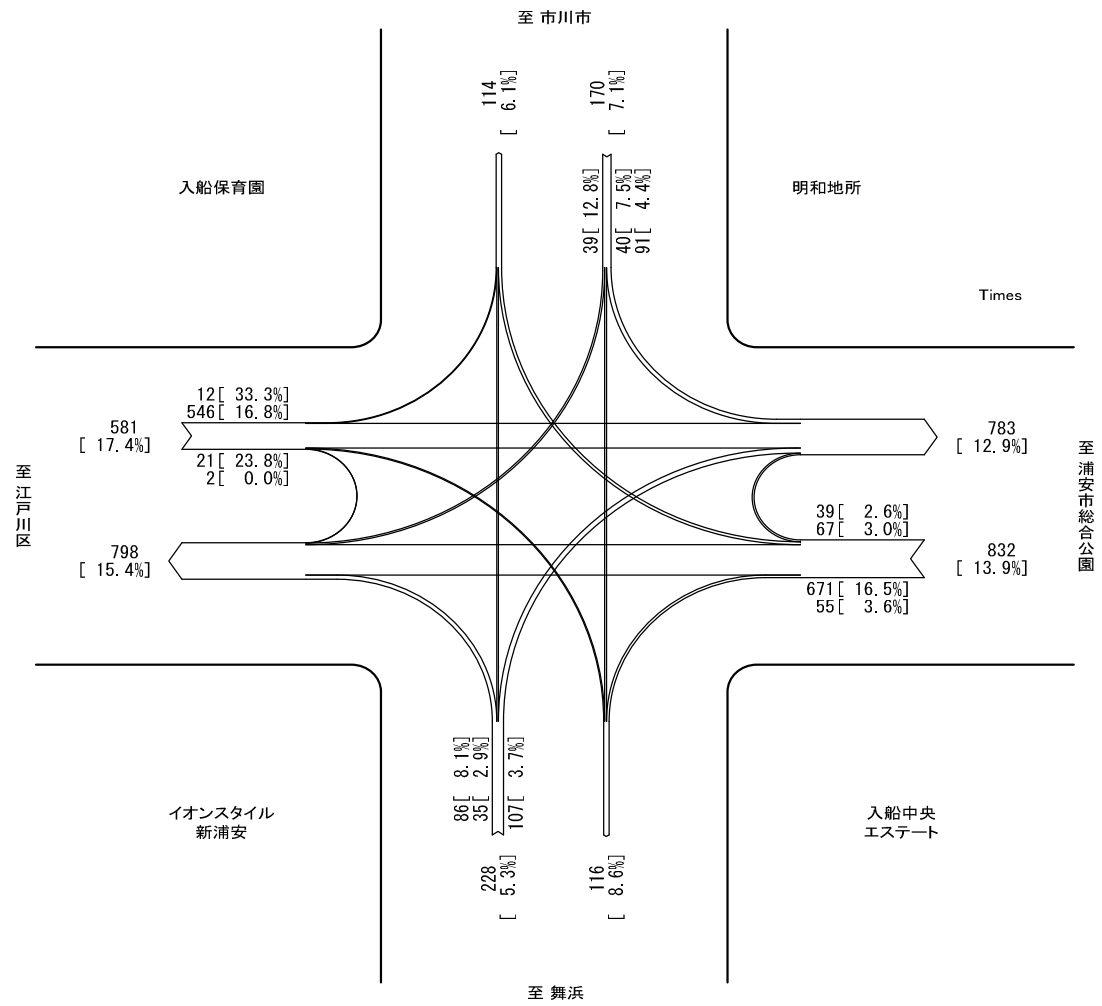 至 市川市
114
[ 6.1%]
170
[ 7.1%]
入船保育園
39[ 12.8%]
40[ 7.5%]
91[ 4.4%]
明和地所
Times
12[ 33.3%]
546[ 16.8%]
581
[ 17.4%]
21[ 23.8%]
2[ 0.0%]
783
[ 12.9%]
至 江戸川区
至 浦安市総合公園
39[ 2.6%]
67[ 3.0%]
798
[ 15.4%]
832
[ 13.9%]
671[ 16.5%]
55[ 3.6%]
86[ 8.1%]
35[ 2.9%]
107[ 3.7%]
イオンスタイル
新浦安
入船中央
エステート
228
[ 5.3%]
116
[ 8.6%]
至 舞浜